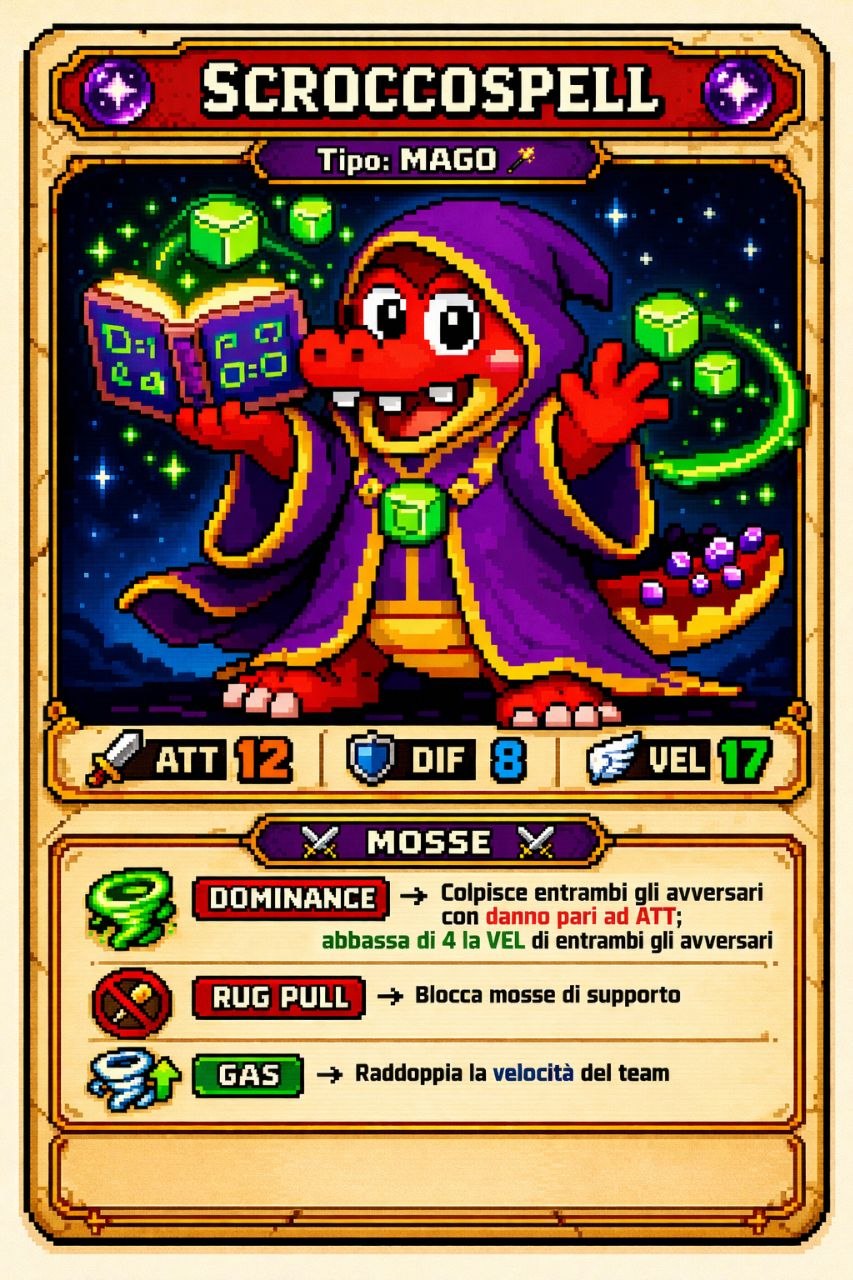 SCROCCOSPELL
Tipo: MAGO
ATT 12 DIF 8 VEL 17
MOSSE
DOMINANCE → Colpisce entrambi gli avversari
con danno pari ad ATT;
abbassa di 4 la VEL di entrambi gli avversari
RUG PULL → Blocca mosse di supporto
GAS → Raddoppia la velocità del team